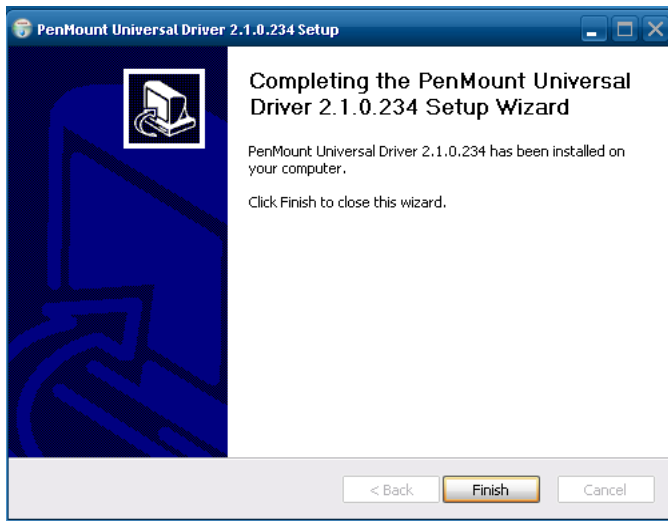 PenMount Universal Driver 2.1.0.234 Setup
Completing the PenMount Universal
Driver 2.1.0.234 Setup Wizard
PenMount Universal Driver 2.1.0.234 has been installed on
your computer.
Click Finish to close this wizard.
< Back
Finish
Cancel